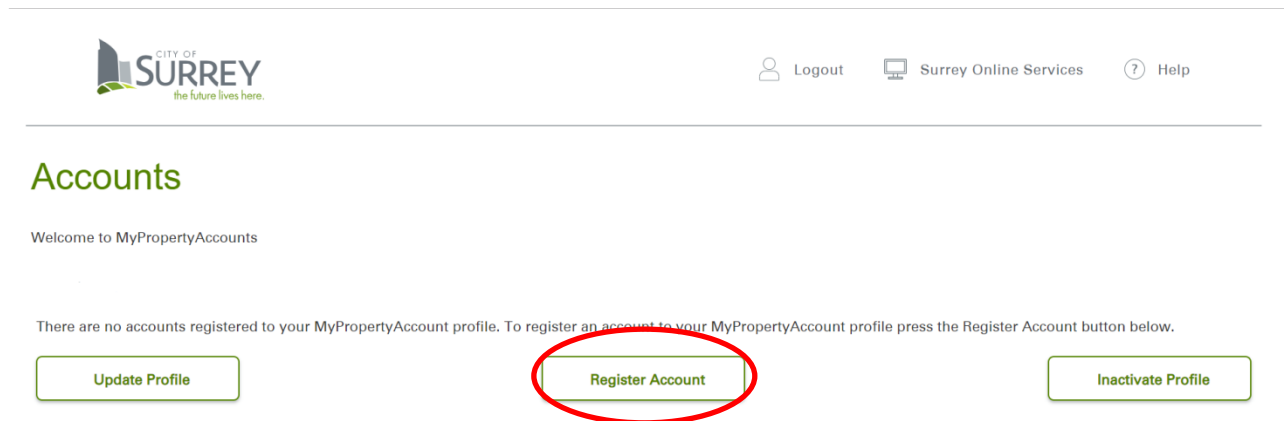 CITY OF
SURREY
the future lives here.
Logout Surrey Online Services ? Help
Accounts
Welcome to MyPropertyAccounts
There are no accounts registered to your MyPropertyAccount profile. To register an account to your MyPropertyAccount profile press the Register Account button below.
Update Profile Register Account Inactivate Profile